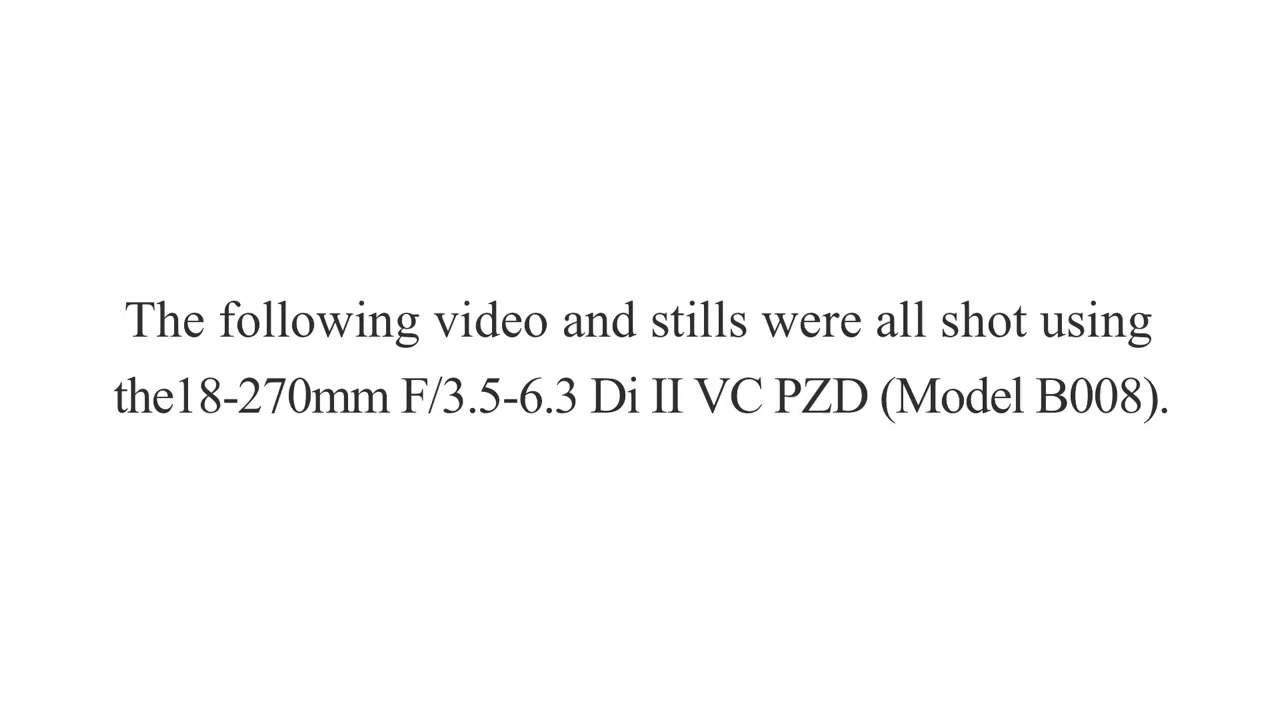 The following video and stills were all shot using
the18-270mm F/3.5-6.3 Di II VC PZD (Model B008).